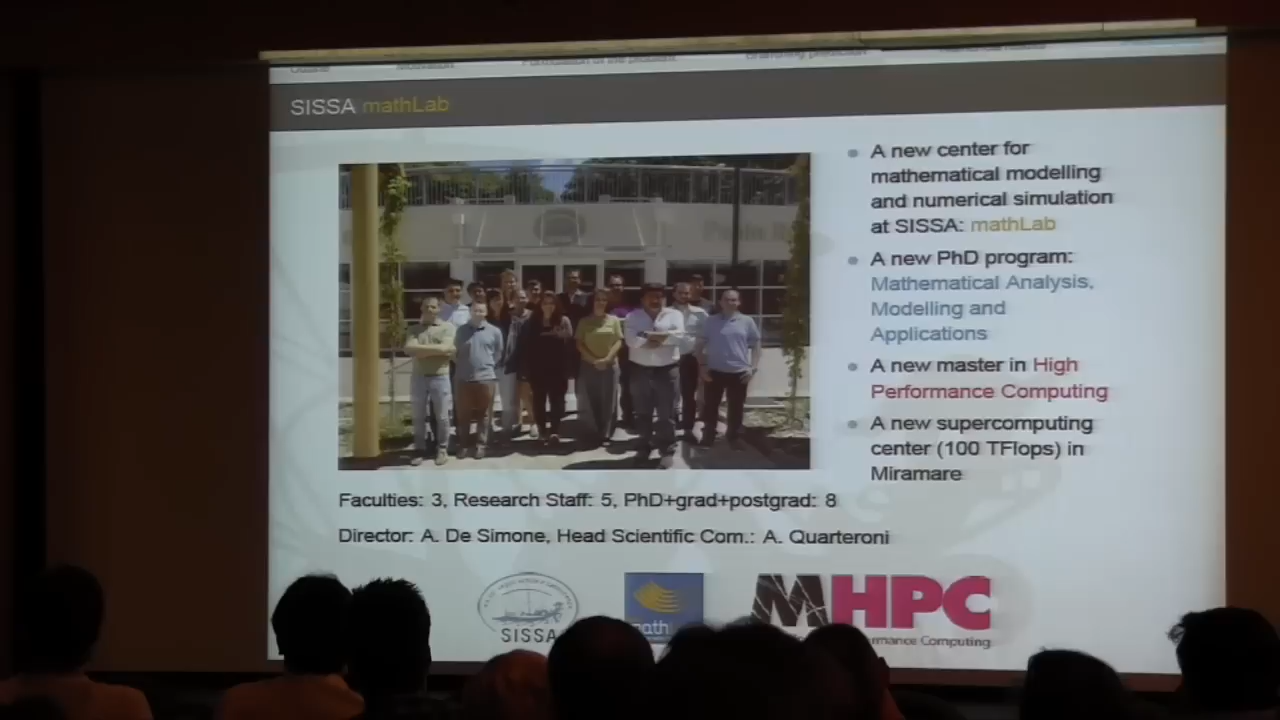 SISSA mathLab
A new center for
mathematical modelling
and numerical simulation
at SISSA: mathLab
A new PhD program:
Mathematical Analysis,
Modelling and
Applications
A new master in High
Performance Computing
A new supercomputing
center (100 TFlops) in
Miramare
Faculties: 3, Research Staff: 5, PhD+grad+postgrad: 8
Director: A. De Simone, Head Scientific Com.: A. Quarteroni
SISSA
math
MHPC
Computing